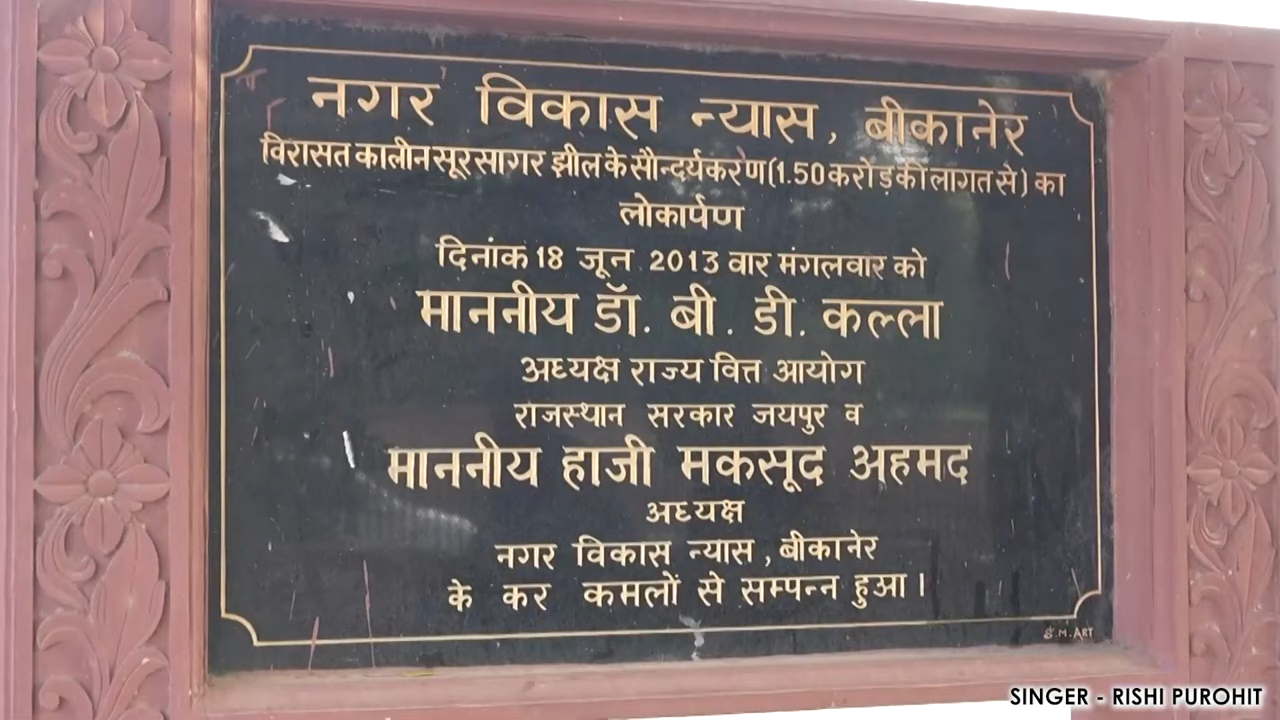 नगर विकास न्यास, बीकानेर
विरासत कालीन सूरसागर झील के सौन्दर्यकरण (1.50 करोड़ की लागत से) का
लोकार्पण
दिनांक 18 जून 2013 वार मंगलवार को
माननीय डॉ. बी. डी. कल्ला
अध्यक्ष राज्य वित्त आयोग
राजस्थान सरकार जयपुर व
माननीय हाजी मकसूद अहमद
अध्यक्ष
नगर विकास न्यास, बीकानेर
के कर कमलों से सम्पन्न हुआ।
M. ART
SINGER - RISHI PUROHIT